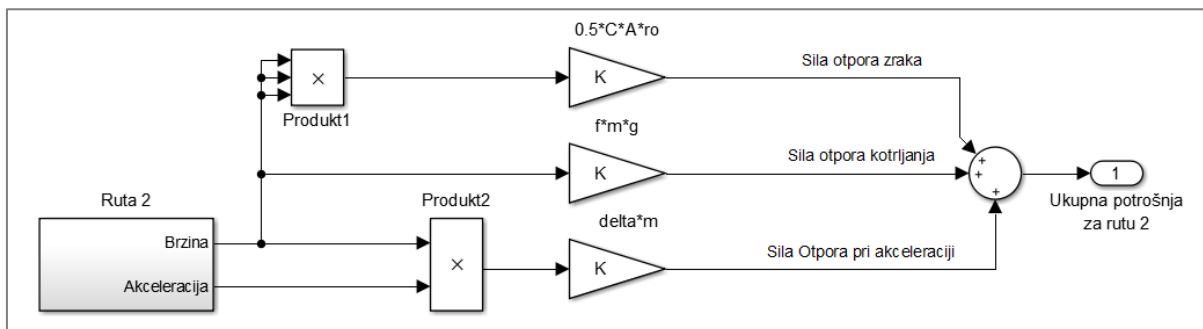 0.5*C*A*ro
Sila otpora zraka
×
K
Produkt1
f*m*g
Sila otpora kotrljanja
K
+
+
+
1
Ruta 2
Produkt2
Ukupna potrošnja
za rutu 2
delta*m
Brzina
Sila Otpora pri akceleraciji
×
K
Akceleracija